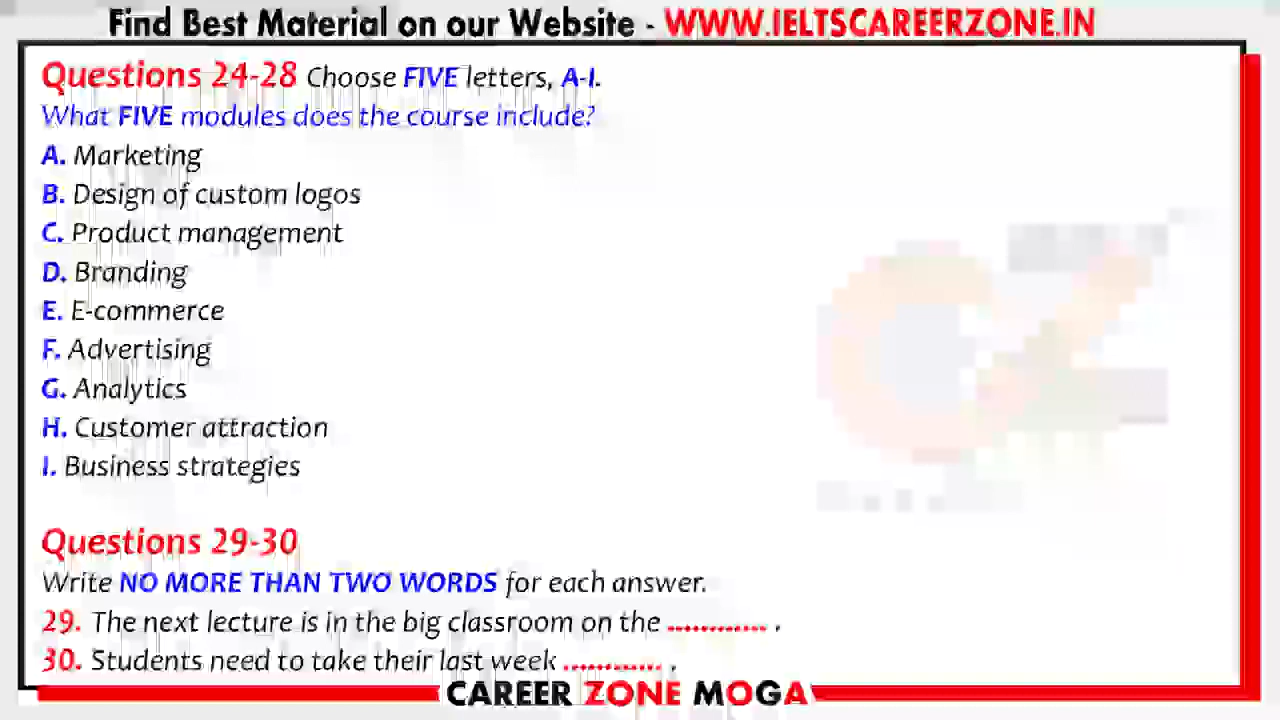 Find Best Material on our Website - WWW.IELTSCAREERZONE.IN
Questions 24-28 Choose FIVE letters, A-I.
What FIVE modules does the course include?
A. Marketing
B. Design of custom logos
C. Product management
D. Branding
E. E-commerce
F. Advertising
G. Analytics
H. Customer attraction
I. Business strategies
Questions 29-30
Write NO MORE THAN TWO WORDS for each answer.
29. The next lecture is in the big classroom on the ............. .
30. Students need to take their last week ............. .
CAREER ZONE MOGA